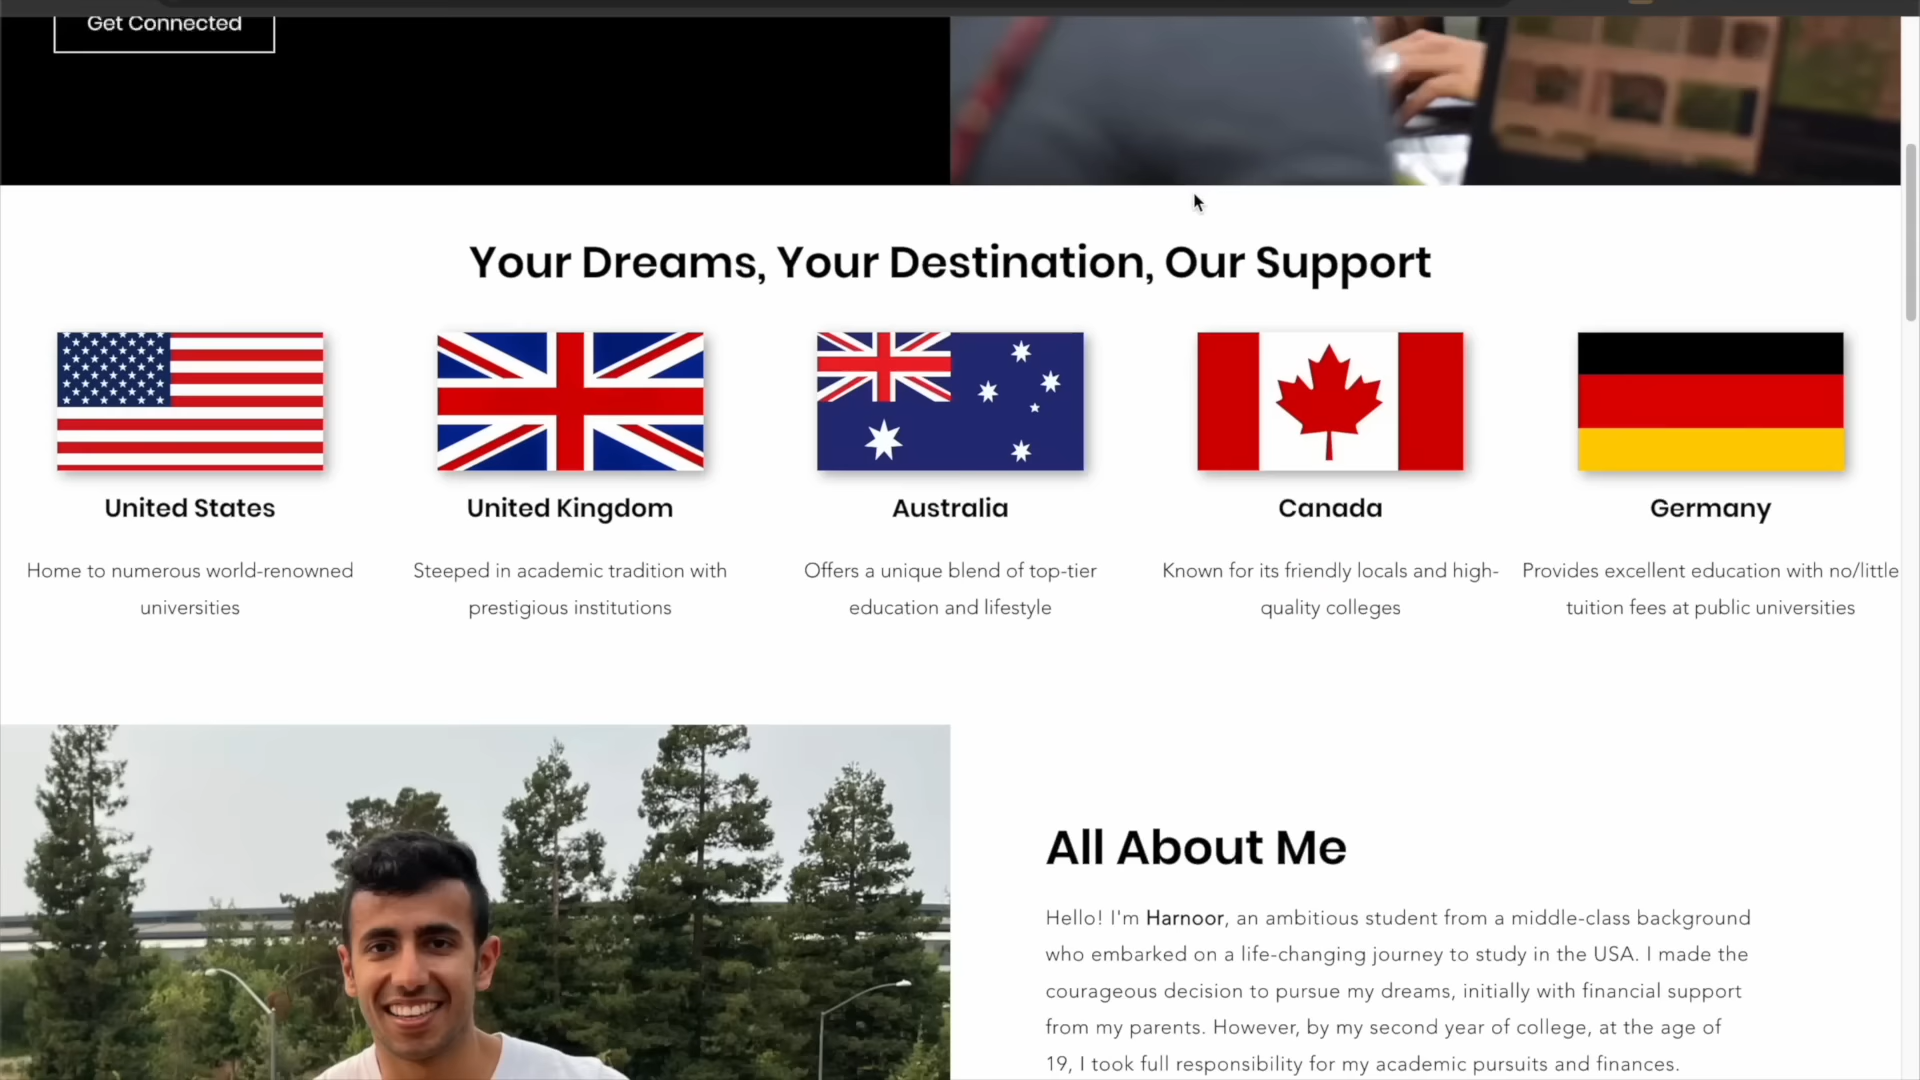 Get Connected
Your Dreams, Your Destination, Our Support
United States
United Kingdom
Australia
Canada
Germany
Home to numerous world-renowned
universities
Steeped in academic tradition with
prestigious institutions
Offers a unique blend of top-tier
education and lifestyle
Known for its friendly locals and high-
quality colleges
Provides excellent education with no/little
tuition fees at public universities
All About Me
Hello! I'm Harnoor, an ambitious student from a middle-class background
who embarked on a life-changing journey to study in the USA. I made the
courageous decision to pursue my dreams, initially with financial support
from my parents. However, by my second year of college, at the age of
19, I took full responsibility for my academic pursuits and finances.